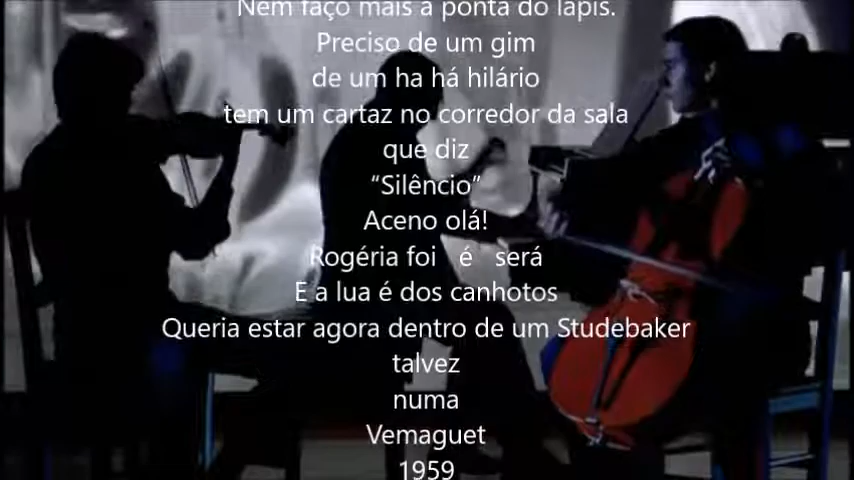 Nem faço mais a ponta do lápis.
Preciso de um gim
de um ha há hilário
tem um cartaz no corredor da sala
que diz
“Silêncio”
Aceno olá!
Rogéria foi é será
E a lua é dos canhotos
Queria estar agora dentro de um Studebaker
talvez
numa
Vemaguet
1959